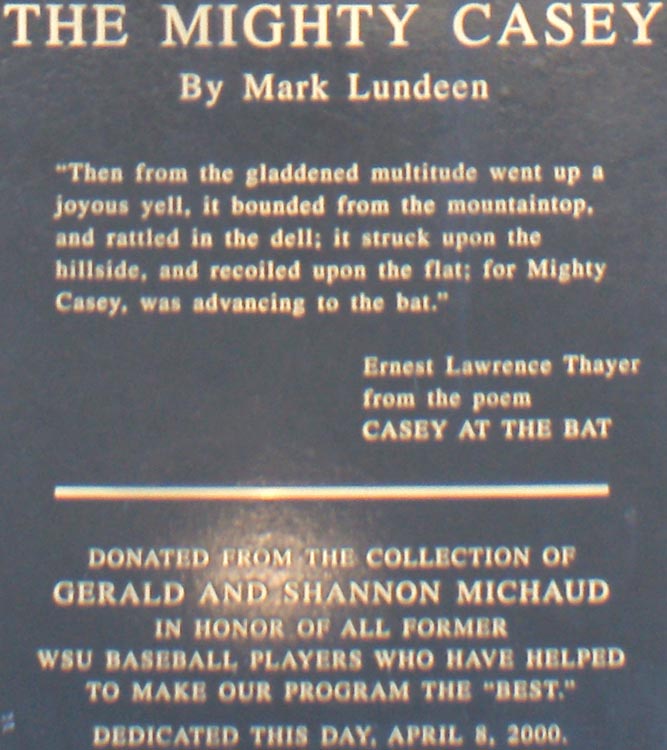 THE MIGHTY CASEY
By Mark Lundeen
"Then from the gladdened multitude went up a
joyous yell, it bounded from the mountaintop,
and rattled in the dell; it struck upon the
hillside, and recoiled upon the flat; for Mighty
Casey, was advancing to the bat."
Ernest Lawrence Thayer
from the poem
CASEY AT THE BAT
DONATED FROM THE COLLECTION OF
GERALD AND SHANNON MICHAUD
IN HONOR OF ALL FORMER
WSU BASEBALL PLAYERS WHO HAVE HELPED
TO MAKE OUR PROGRAM THE "BEST."
DEDICATED THIS DAY, APRIL 8, 2000.